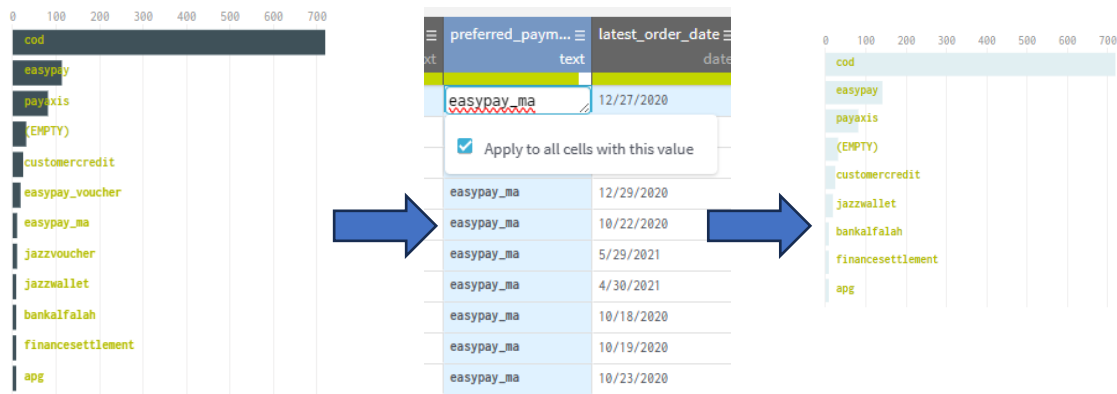 0 100 200 300 400 500 600 700
cod
easypay
payaxis
(EMPTY)
customercredit
easypay_voucher
easypay_ma
jazzvoucher
jazzwallet
bankalfalah
financesettlement
apg
preferred_paym... latest_order_date
xt text date
easypay_ma 12/27/2020
Apply to all cells with this value
easypay_ma 12/29/2020
easypay_ma 10/22/2020
easypay_ma 5/29/2021
easypay_ma 4/30/2021
easypay_ma 10/18/2020
easypay_ma 10/19/2020
easypay_ma 10/23/2020
0 100 200 300 400 500 600 700
cod
easypay
payaxis
(EMPTY)
customercredit
jazzwallet
bankalfalah
financesettlement
apg